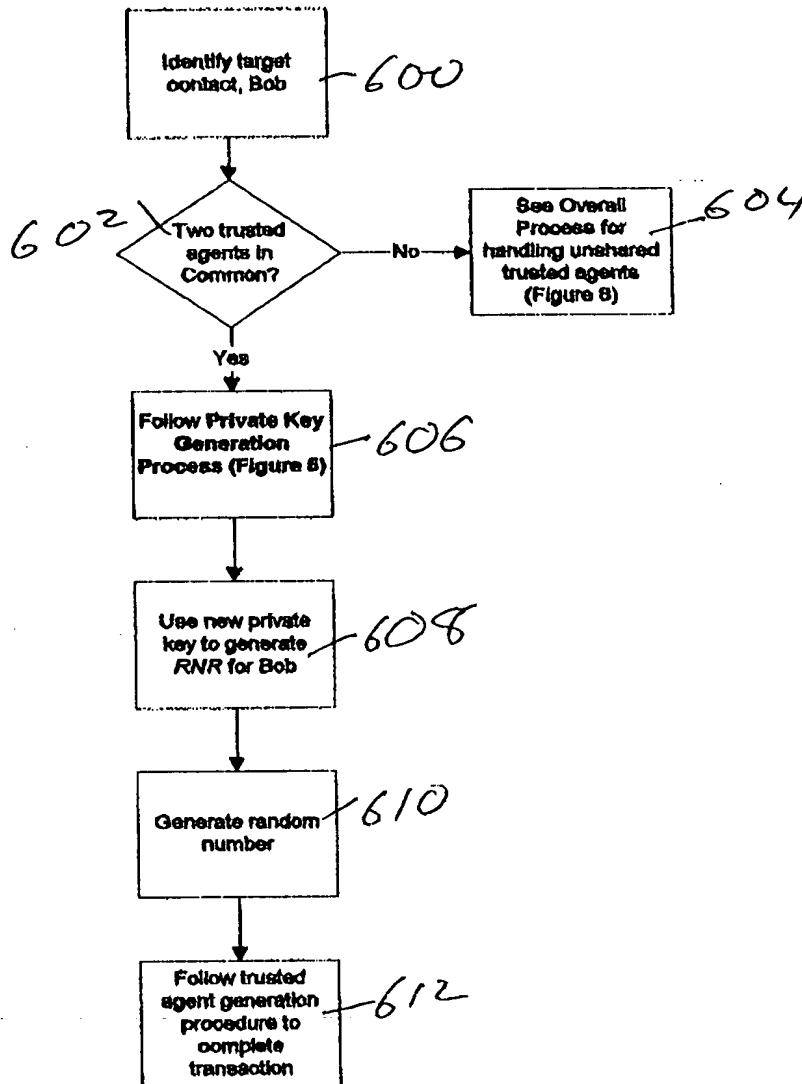 Identify target
contact, Bob
600
602
Two trusted
agents in
Common?
No
See Overall
Process for
handling unshared
trusted agents
(Figure 8)
604
Yes
Follow Private Key
Generation
Process (Figure 5)
606
Use new private
key to generate
RNR for Bob
608
Generate random
number
610
Follow trusted
agent generation
procedure to
complete
transaction
612